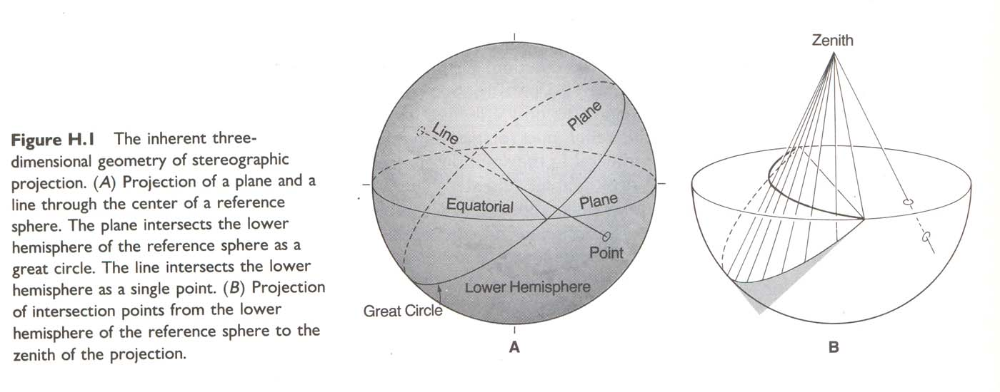 Figure H.1 The inherent three-
dimensional geometry of stereographic
projection. (A) Projection of a plane and a
line through the center of a reference
sphere. The plane intersects the lower
hemisphere of the reference sphere as a
great circle. The line intersects the lower
hemisphere as a single point. (B) Projection
of intersection points from the lower
hemisphere of the reference sphere to the
zenith of the projection.
Line
Plane
Equatorial
Plane
Point
Lower Hemisphere
Great Circle
A
Zenith
B